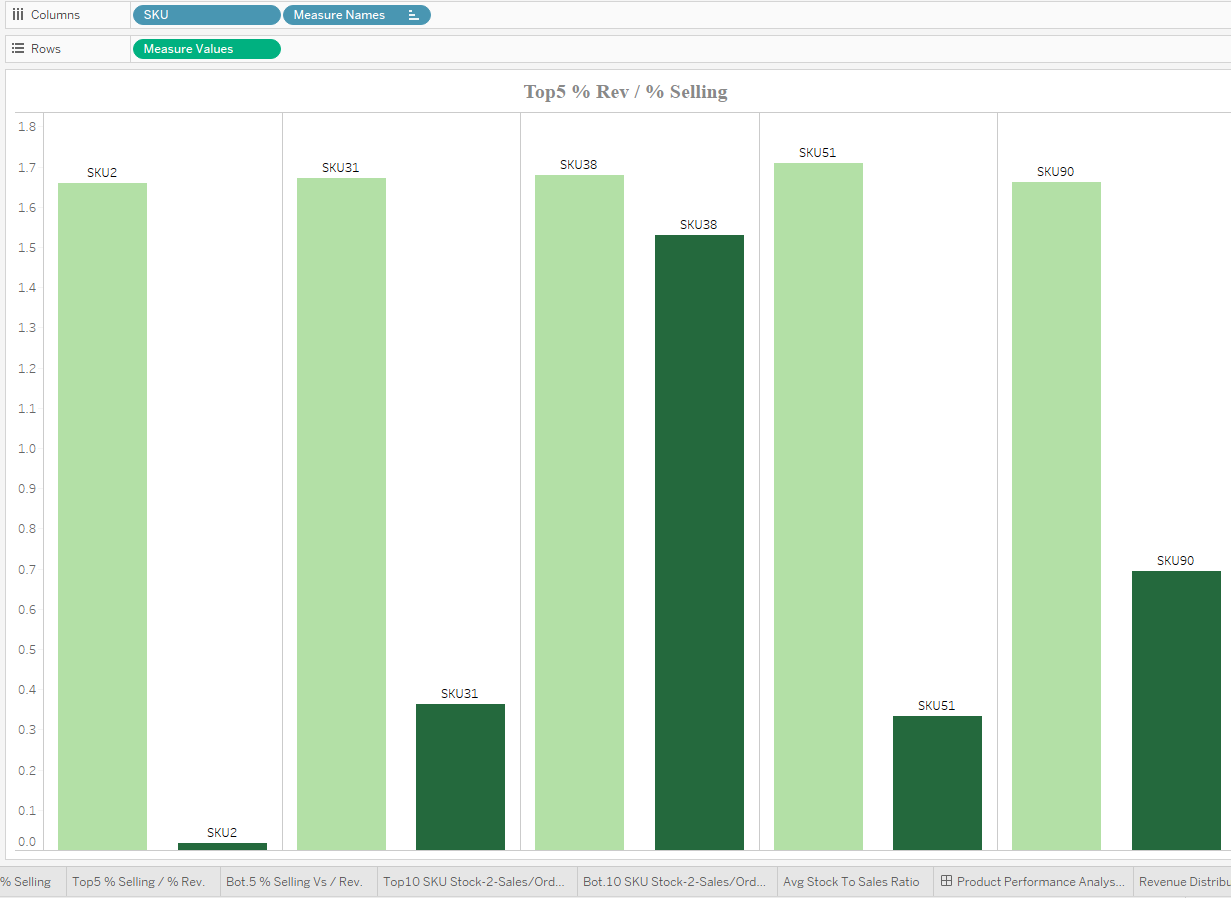 Columns SKU Measure Names
Rows Measure Values
Top5 % Rev / % Selling
1.8
1.7
1.6
1.5
1.4
1.3
1.2
1.1
1.0
0.9
0.8
0.7
0.6
0.5
0.4
0.3
0.2
0.1
0.0
SKU2
SKU2
SKU31
SKU31
SKU38
SKU38
SKU51
SKU51
SKU90
SKU90
% Selling Top5 % Selling / % Rev. Bot.5 % Selling Vs / Rev. Top10 SKU Stock-2-Sales/Ord... Bot.10 SKU Stock-2-Sales/Ord... Avg Stock To Sales Ratio Product Performance Analys... Revenue Distribu